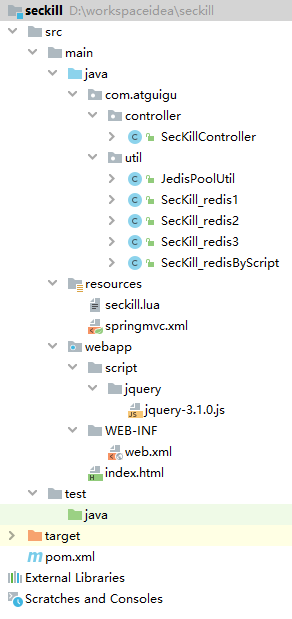 seckill D:\workspaceidea\seckill
src
main
java
com.atguigu
controller
SecKillController
util
JedisPoolUtil
SecKill_redis1
SecKill_redis2
SecKill_redis3
SecKill_redisByScript
resources
seckill.lua
springmvc.xml
webapp
script
jquery
jquery-3.1.0.js
WEB-INF
web.xml
index.html
test
java
target
pom.xml
External Libraries
Scratches and Consoles